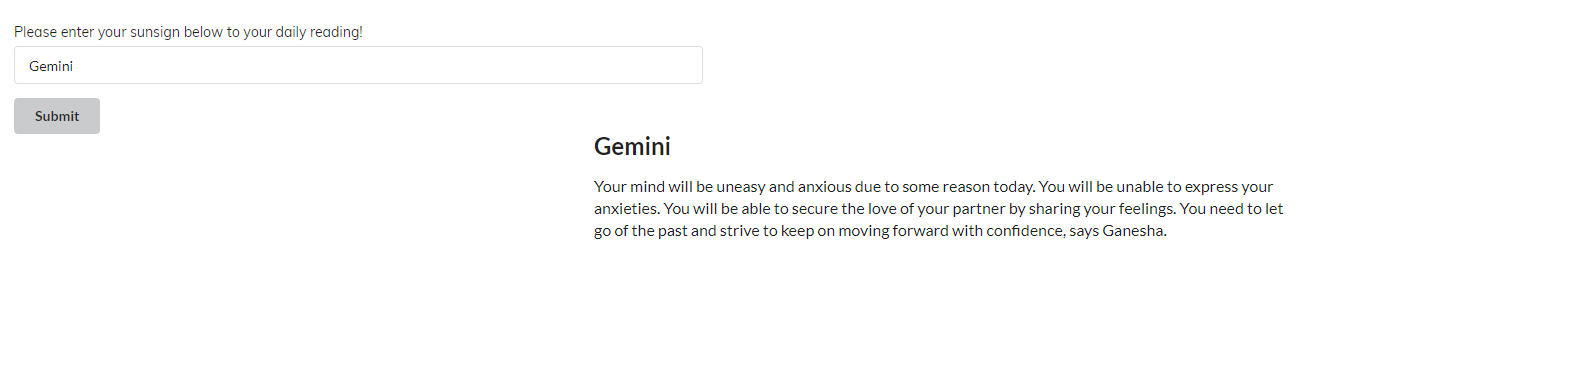 Please enter your sunsign below to your daily reading!
Gemini
Submit
Gemini
Your mind will be uneasy and anxious due to some reason today. You will be unable to express your
anxieties. You will be able to secure the love of your partner by sharing your feelings. You need to let
go of the past and strive to keep on moving forward with confidence, says Ganesha.